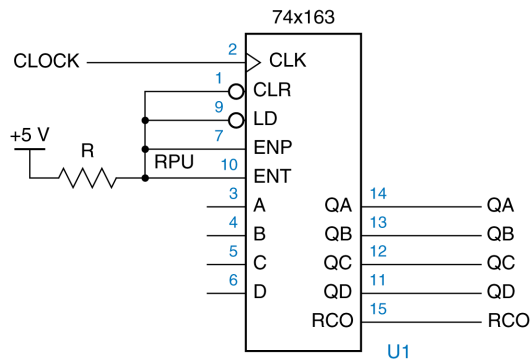 74x163
2
CLOCK CLK
1
CLR
9
LD
+5 V
7
R RPU ENP
10
ENT
3 14
A QA QA
4 13
B QB QB
5 12
C QC QC
6 11
D QD QD
15
RCO RCO
U1